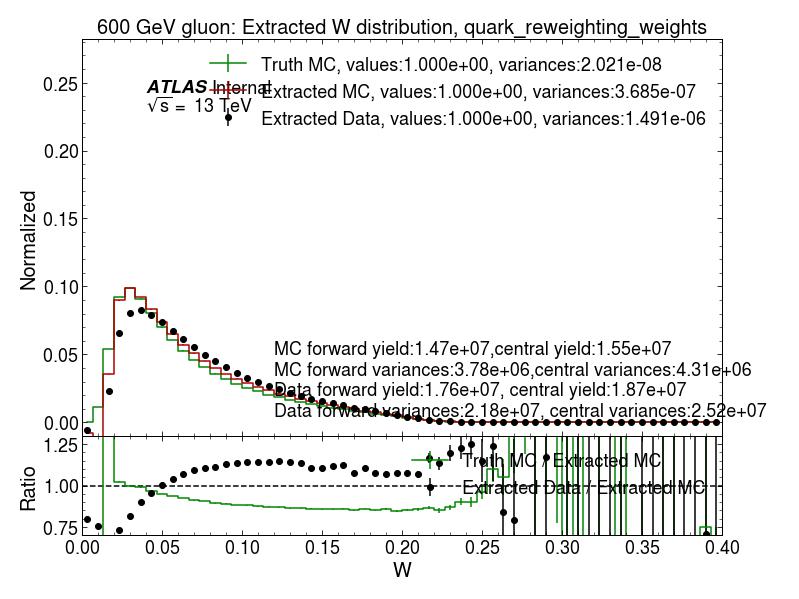 600 GeV gluon: Extracted W distribution, quark_reweighting_weights
Truth MC, values:1.000e+00, variances:2.021e-08
ATLAS Internal
Extracted MC, values:1.000e+00, variances:3.685e-07
√s = 13 TeV
Extracted Data, values:1.000e+00, variances:1.491e-06
0.25
0.20
0.15
0.10
0.05
0.00
Normalized
MC forward yield:1.47e+07,central yield:1.55e+07
MC forward variances:3.78e+06,central variances:4.31e+06
Data forward yield:1.76e+07, central yield:1.87e+07
Data forward variances:2.18e+07, central variances:2.52e+07
1.25
1.00
0.75
Ratio
Truth MC / Extracted MC
Extracted Data / Extracted MC
0.00 0.05 0.10 0.15 0.20 0.25 0.30 0.35 0.40
W